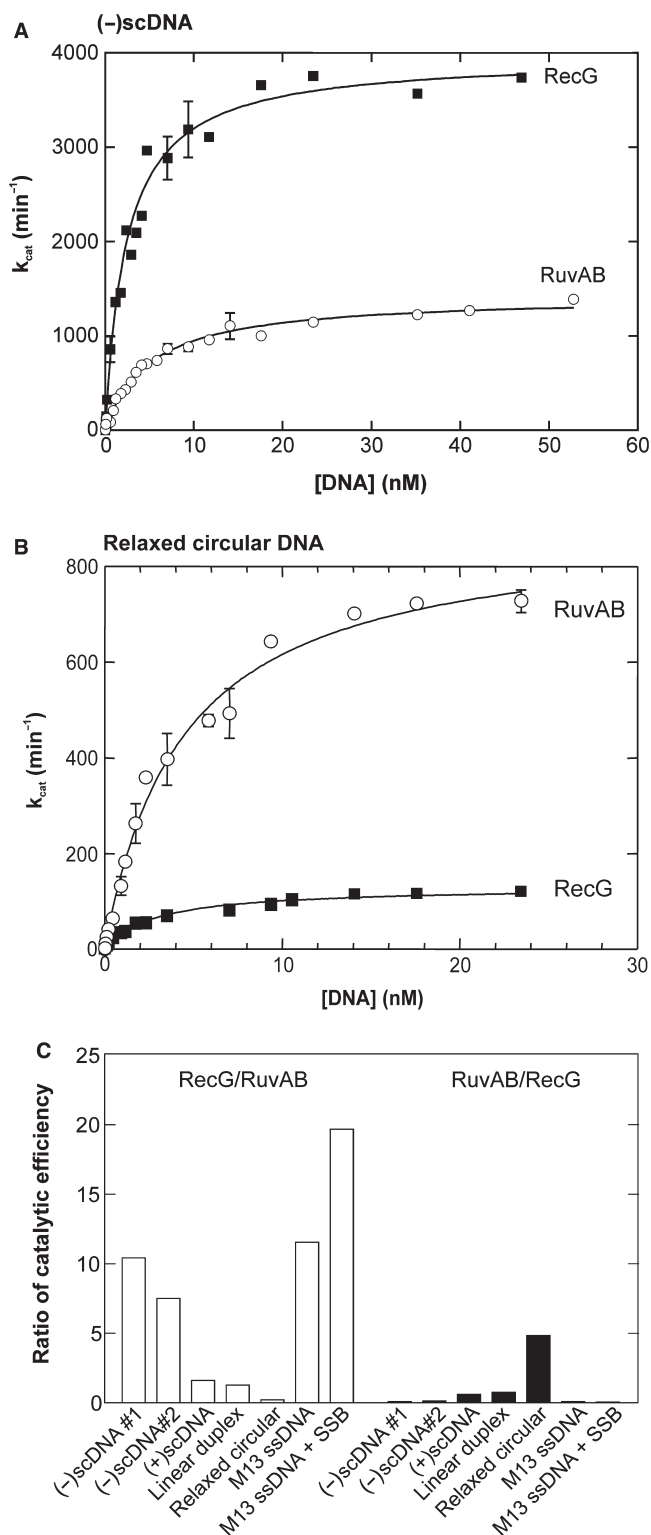 A
(–)scDNA
4000
3000
2000
1000
0
k_cat (min⁻¹)
RecG
RuvAB
0 10 20 30 40 50 60
[DNA] (nM)
B
Relaxed circular DNA
800
600
400
200
0
k_cat (min⁻¹)
RuvAB
RecG
0 10 20 30
[DNA] (nM)
C
25
20
15
10
5
0
Ratio of catalytic efficiency
RecG/RuvAB
RuvAB/RecG
(–)scDNA #1
(–)scDNA#2
(+)scDNA
Linear duplex
Relaxed circular
M13 ssDNA
M13 ssDNA + SSB
(–)scDNA #1
(–)scDNA#2
(+)scDNA
Linear duplex
Relaxed circular
M13 ssDNA
M13 ssDNA + SSB